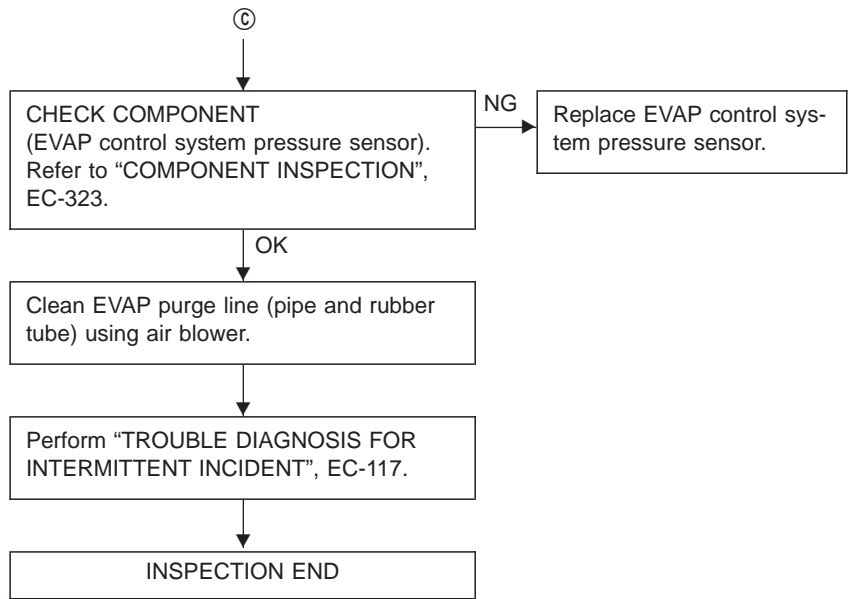 Ⓒ
CHECK COMPONENT
(EVAP control system pressure sensor).
Refer to “COMPONENT INSPECTION”,
EC-323.
NG
Replace EVAP control sys-
tem pressure sensor.
OK
Clean EVAP purge line (pipe and rubber
tube) using air blower.
Perform “TROUBLE DIAGNOSIS FOR
INTERMITTENT INCIDENT”, EC-117.
INSPECTION END